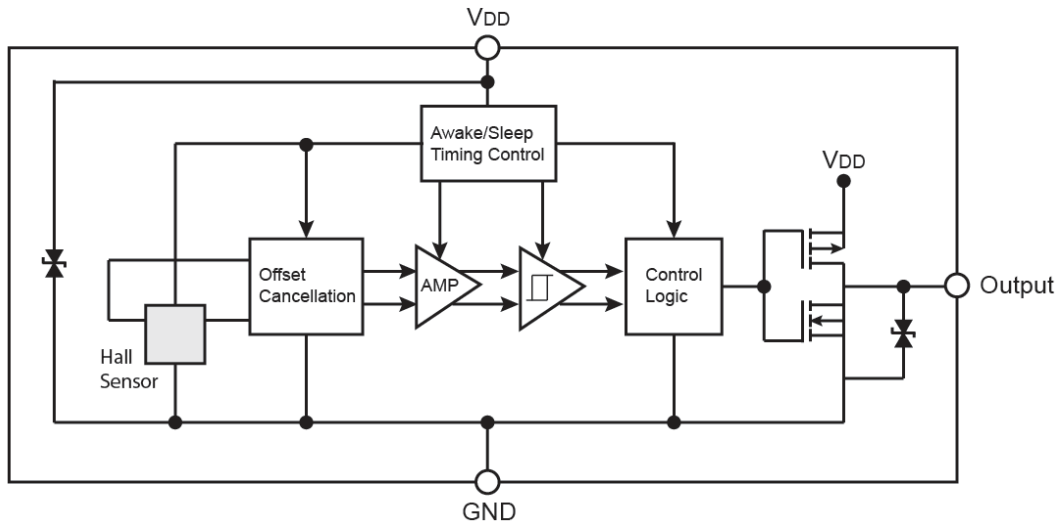 VDD
Awake/Sleep
Timing Control
VDD
Offset
Cancellation
AMP
Control
Logic
Output
Hall
Sensor
GND